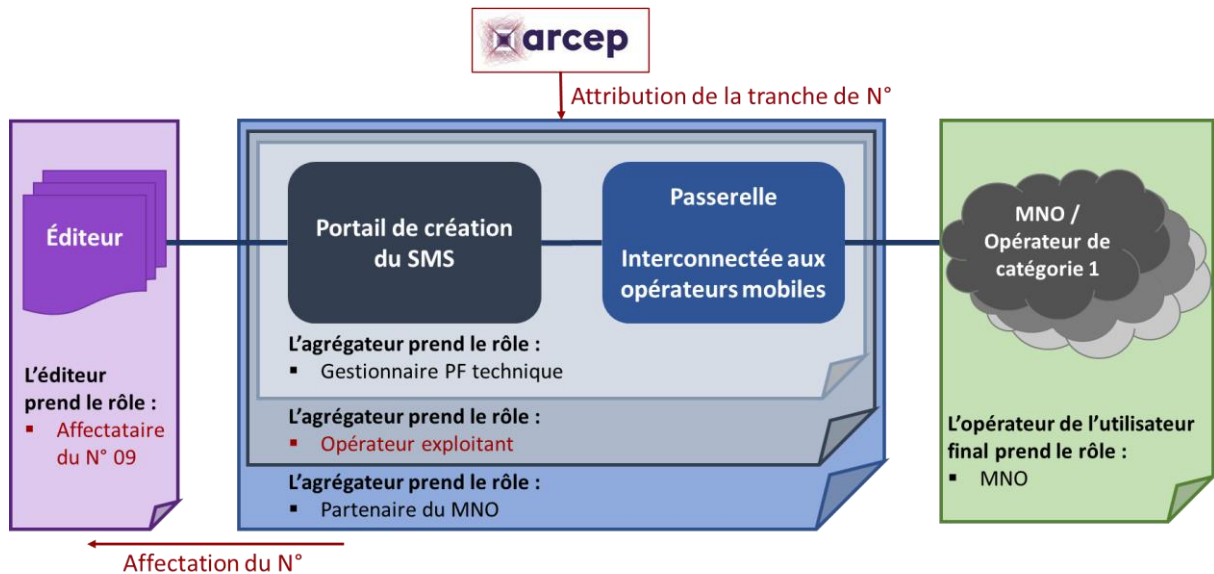 arcep
Attribution de la tranche de N°
Éditeur
L'éditeur
prend le rôle :
▪ Affectataire
du N° 09
Portail de création
du SMS
Passerelle
Interconnectée aux
opérateurs mobiles
L'agrégateur prend le rôle :
▪ Gestionnaire PF technique
L'agrégateur prend le rôle :
▪ Opérateur exploitant
L'agrégateur prend le rôle :
▪ Partenaire du MNO
MNO /
Opérateur de
catégorie 1
L'opérateur de l'utilisateur
final prend le rôle :
▪ MNO
Affectation du N°